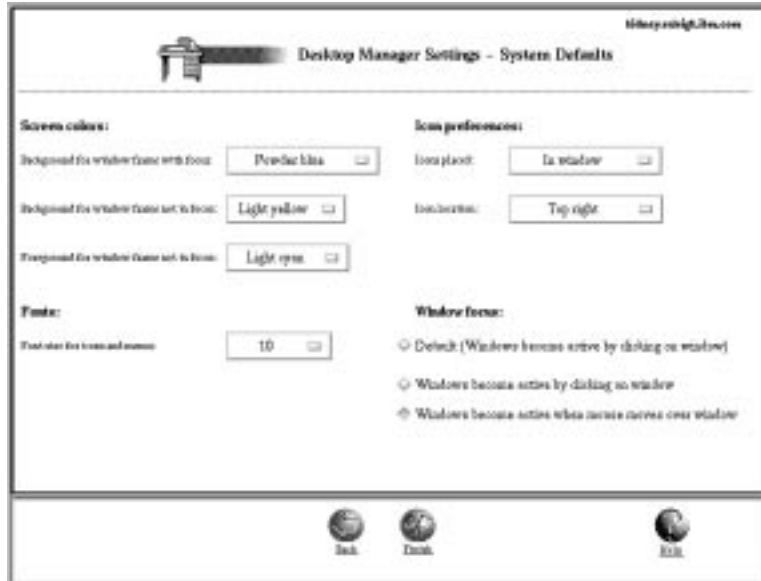 Desktop Manager Settings - System Defaults
Screen colors:
Background for window frame with focus:
Powder blue
Background for window frame not in focus:
Light yellow
Foreground for window frame not in focus:
Light cyan
Fonts:
Font size for icons and menus:
10
Icon preferences:
Icons placed:
In window
Icon location:
Top right
Window focus:
Default (Windows become active by clicking on window)
Windows become active by clicking on window
Windows become active when mouse moves over window
Back
Finish
Help